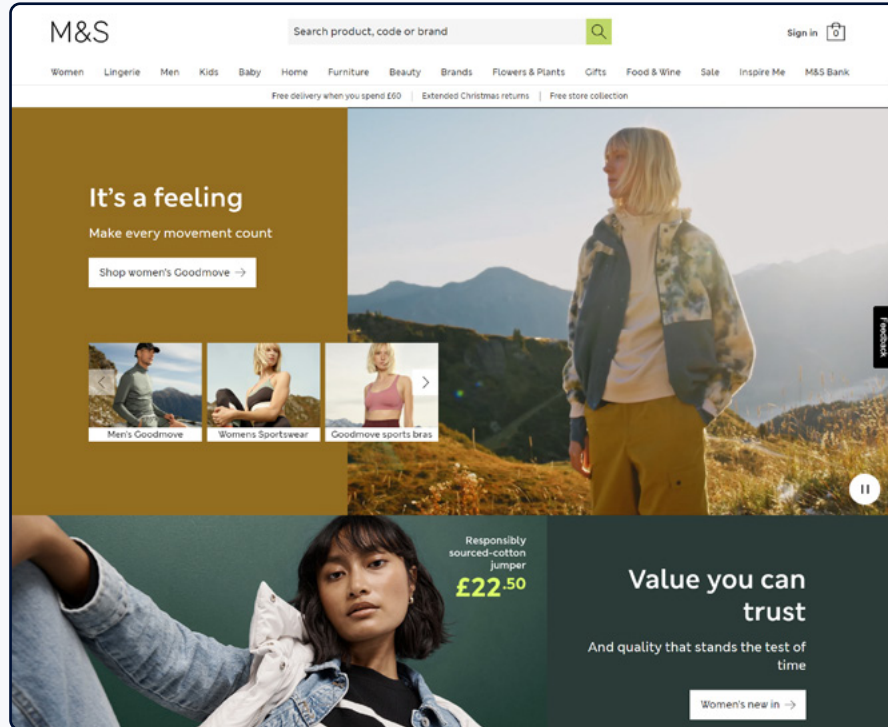 M&S
Search product, code or brand
Sign in 0
Women Lingerie Men Kids Baby Home Furniture Beauty Brands Flowers & Plants Gifts Food & Wine Sale Inspire Me M&S Bank
Free delivery when you spend £60 | Extended Christmas returns | Free store collection
It's a feeling
Make every movement count
Shop women's Goodmove →
Men's Goodmove
Womens Sportswear
Goodmove sports bras
Feedback
Responsibly
sourced-cotton
jumper
£22.50
Value you can
trust
And quality that stands the test of
time
Women's new in →